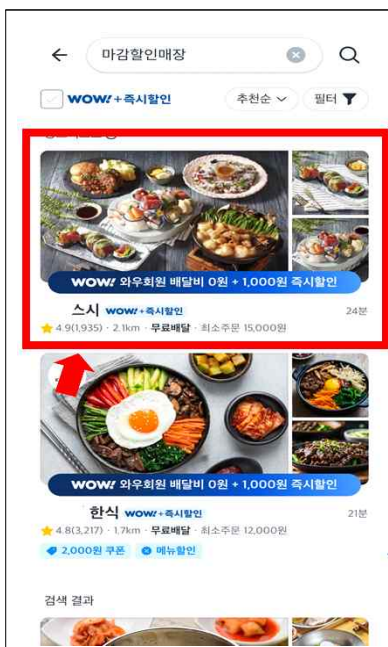 마감할인매장
WOW!+즉시할인 추천순 필터
WOW! 와우회원 배달비 0원 + 1,000원 즉시할인
스시 WOW!+즉시할인 24분
4.9(1,935) · 2.1km · 무료배달 · 최소주문 15,000원
WOW! 와우회원 배달비 0원 + 1,000원 즉시할인
한식 WOW!+즉시할인 21분
4.8(3,217) · 1.7km · 무료배달 · 최소주문 12,000원
2,000원 쿠폰 메뉴할인
검색 결과